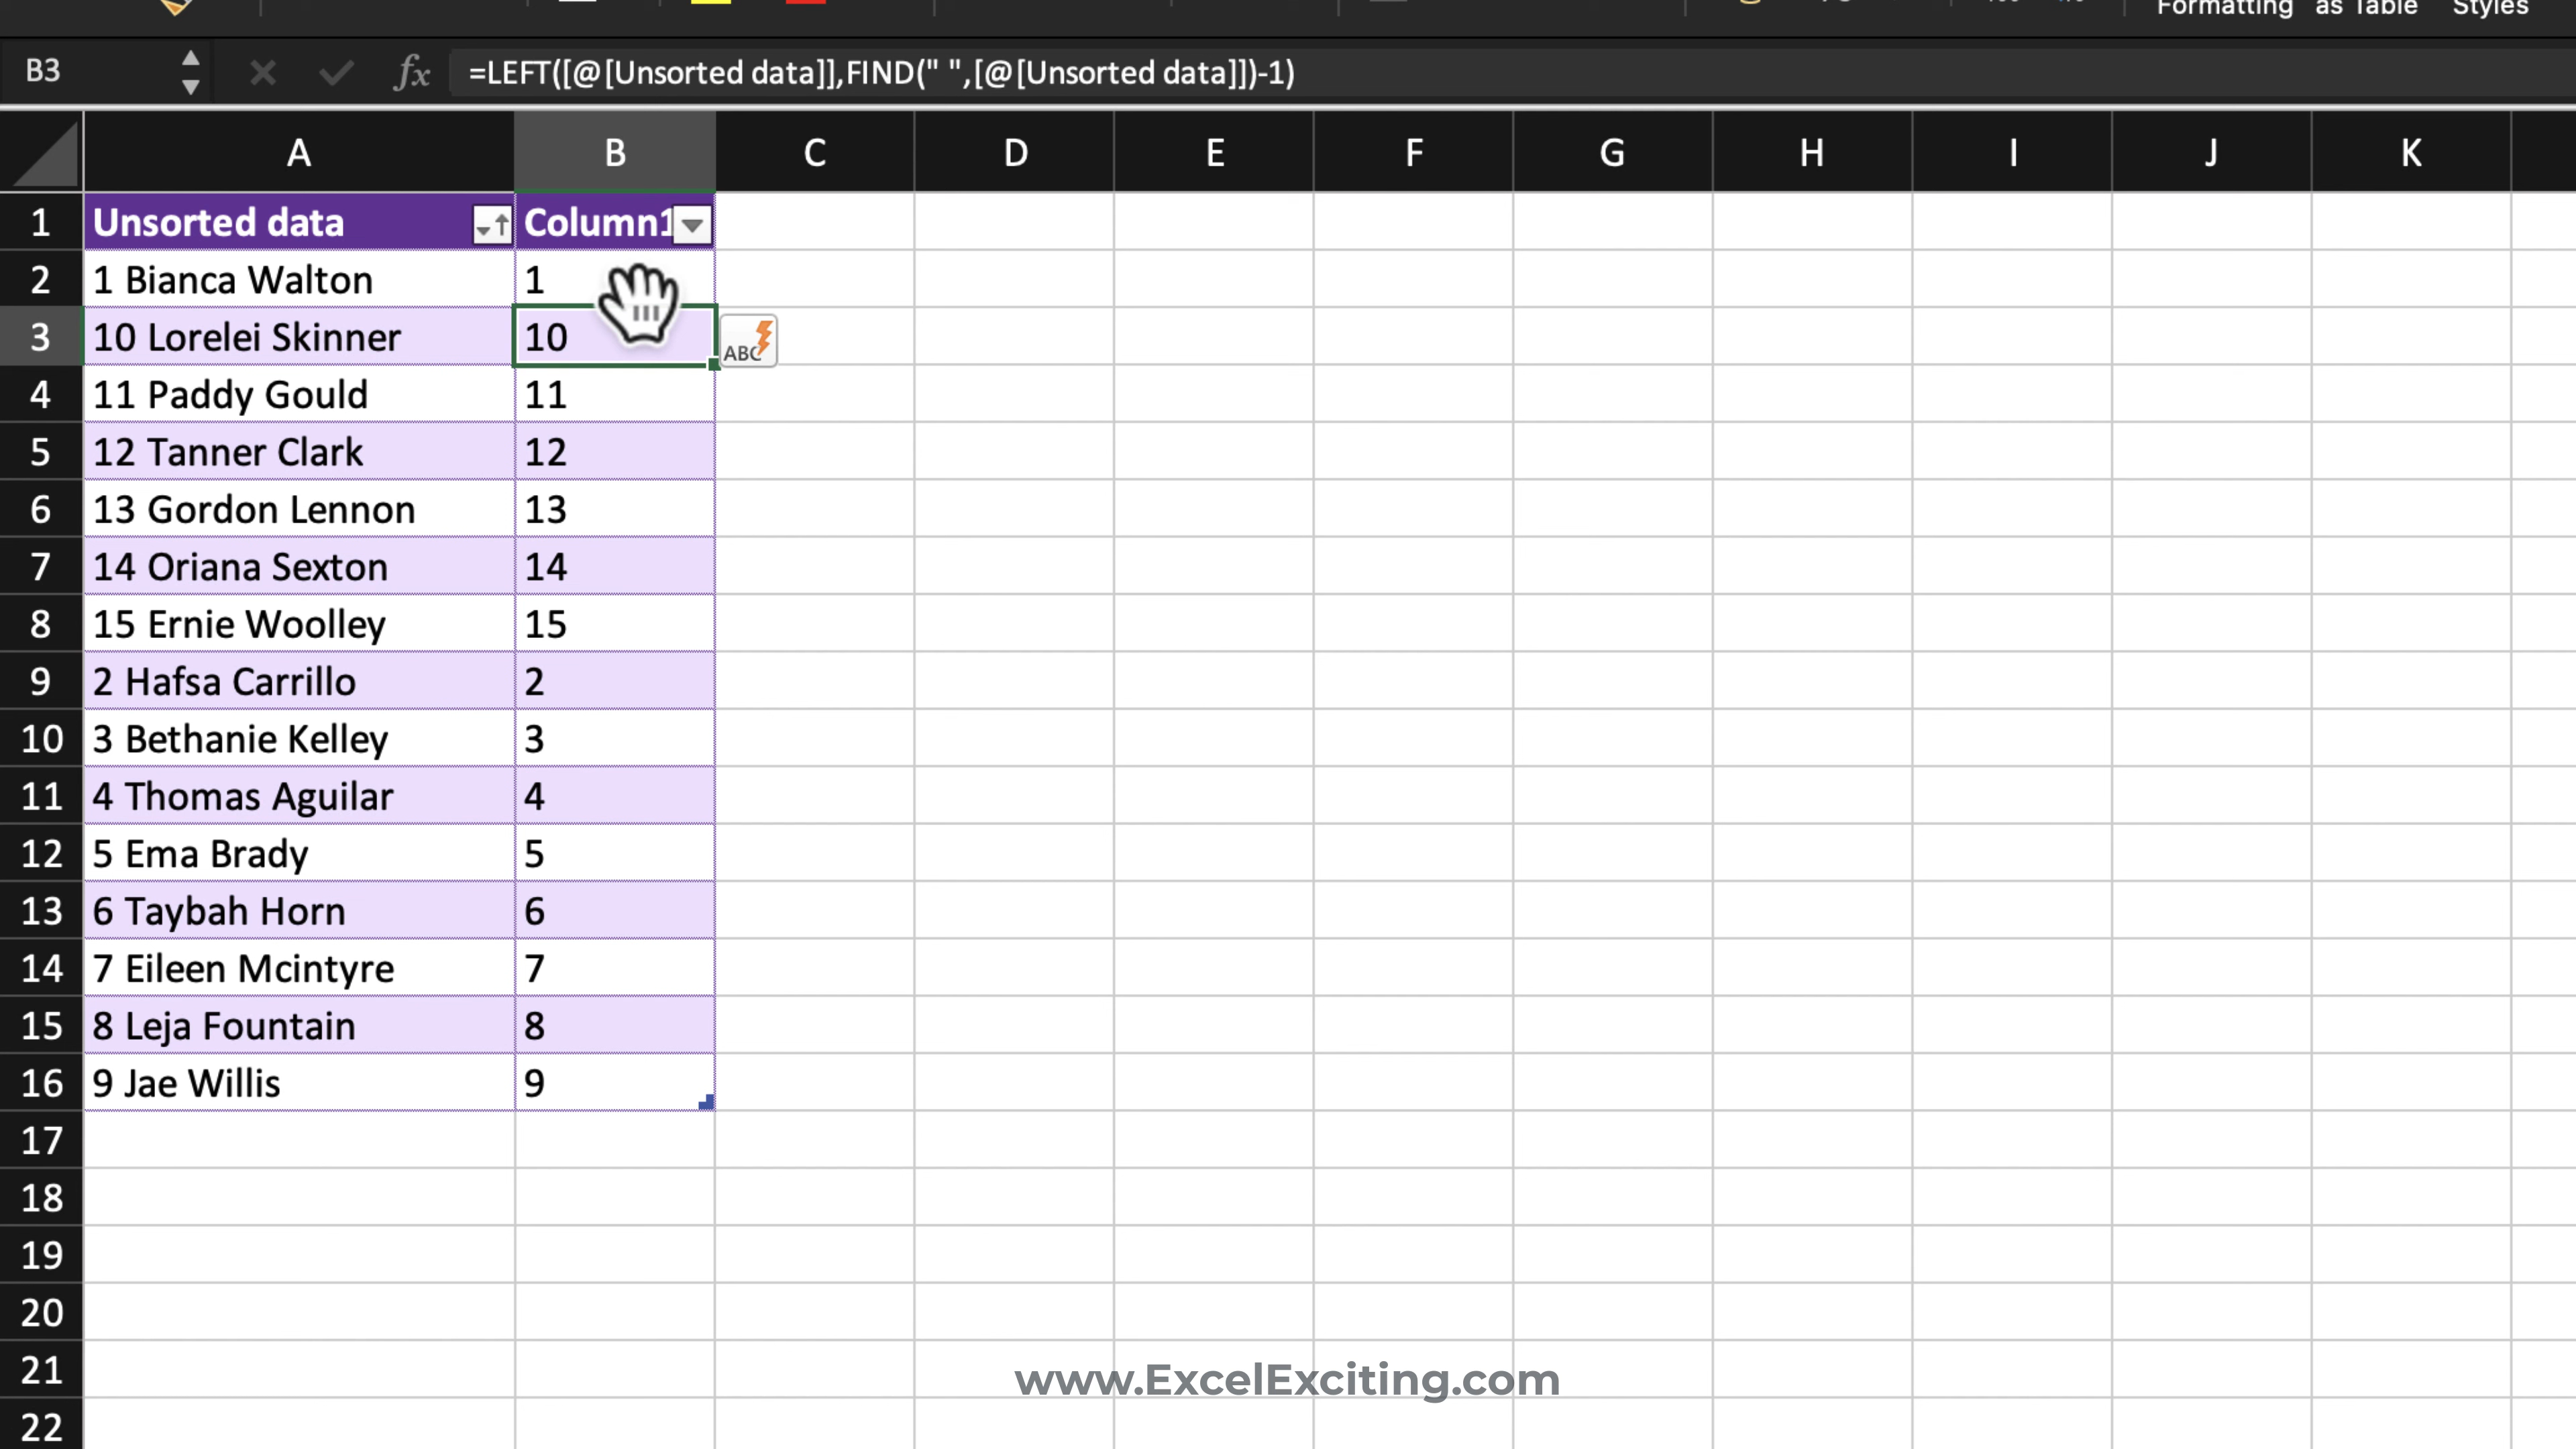 Formatting as Table Styles
B3 fx =LEFT([@[Unsorted data]],FIND(" ",[@[Unsorted data]])-1)
A B C D E F G H I J K
1 Unsorted data Column1
2 1 Bianca Walton 1
3 10 Lorelei Skinner 10 ABC
4 11 Paddy Gould 11
5 12 Tanner Clark 12
6 13 Gordon Lennon 13
7 14 Oriana Sexton 14
8 15 Ernie Woolley 15
9 2 Hafsa Carrillo 2
10 3 Bethanie Kelley 3
11 4 Thomas Aguilar 4
12 5 Ema Brady 5
13 6 Taybah Horn 6
14 7 Eileen Mcintyre 7
15 8 Leja Fountain 8
16 9 Jae Willis 9
17
18
19
20
21
www.ExcelExciting.com
22